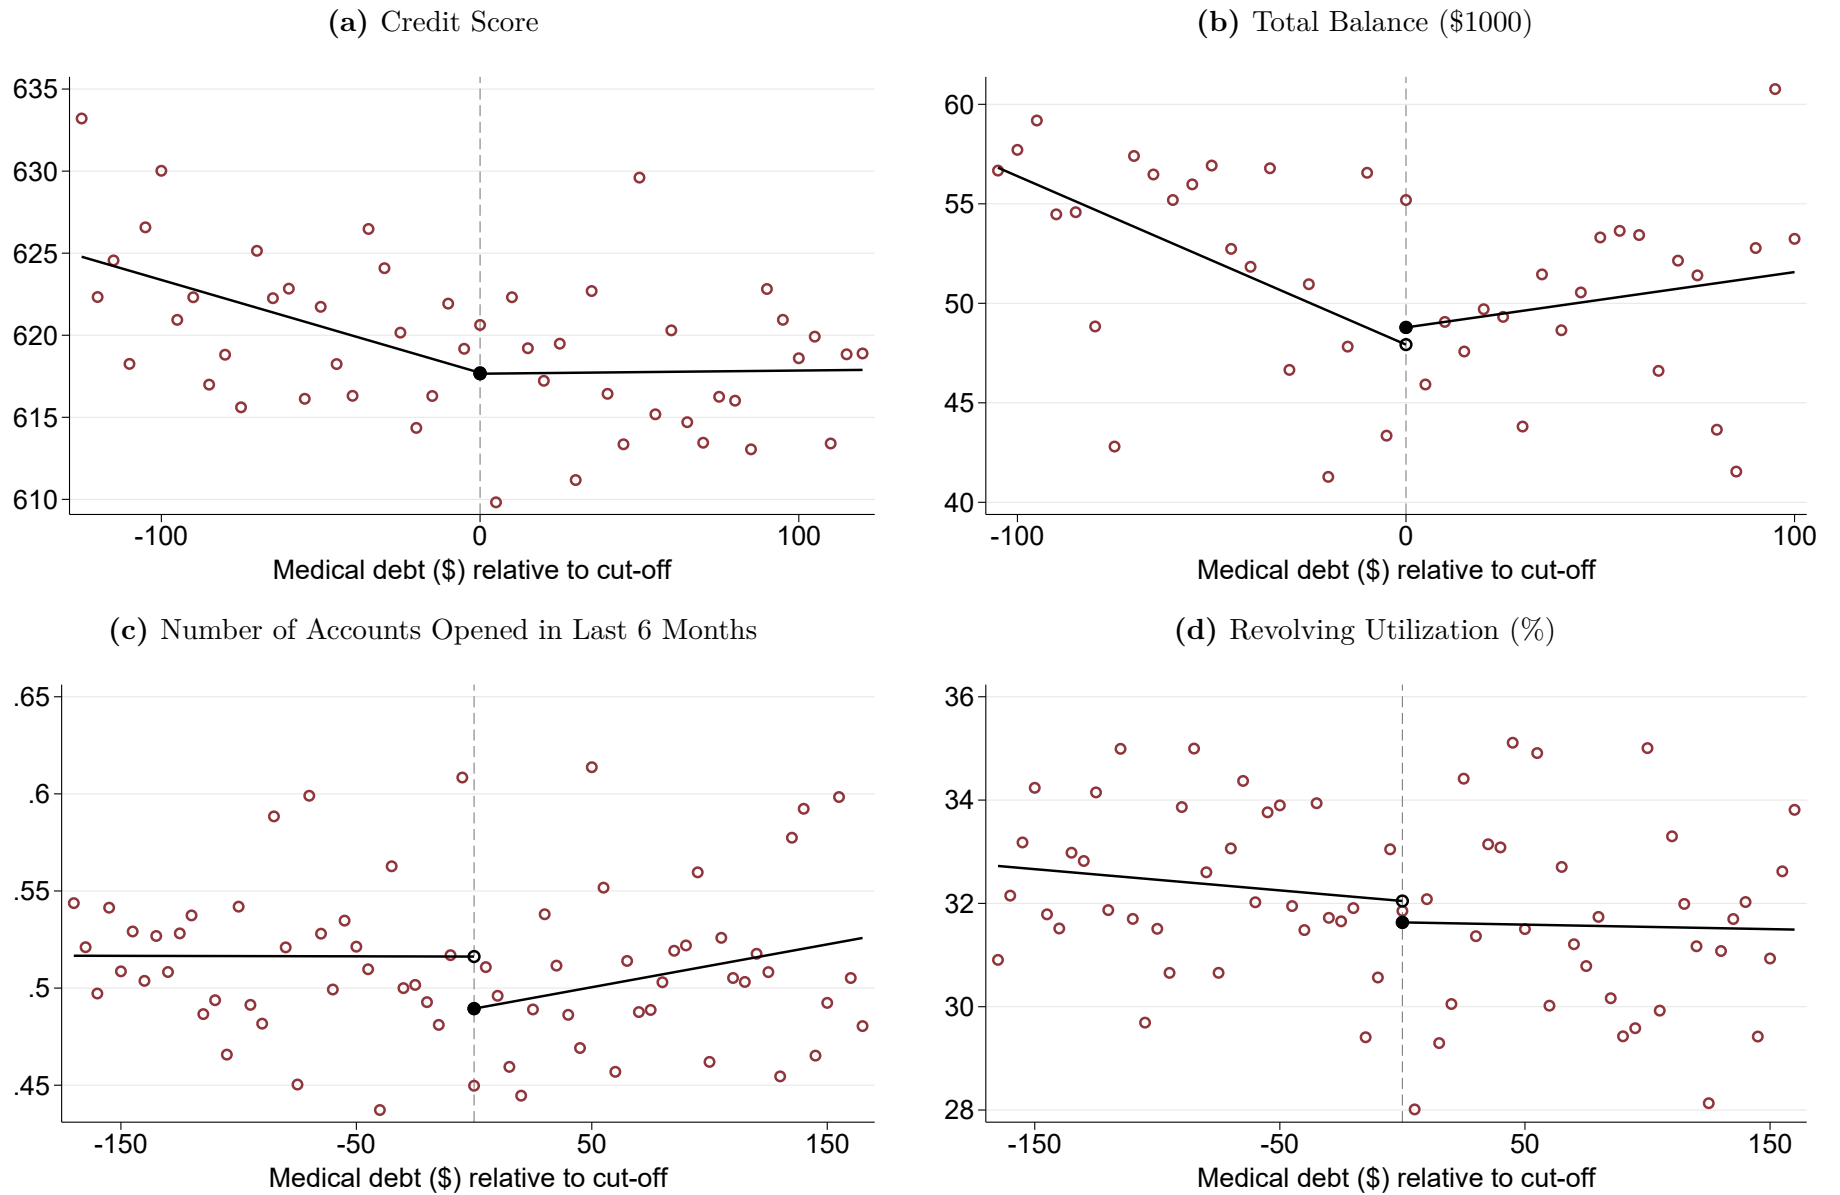 (a) Credit Score
635
630
625
620
615
610
-100 0 100
Medical debt ($) relative to cut-off
(b) Total Balance ($1000)
60
55
50
45
40
-100 0 100
Medical debt ($) relative to cut-off
(c) Number of Accounts Opened in Last 6 Months
.65
.6
.55
.5
.45
-150 -50 50 150
Medical debt ($) relative to cut-off
(d) Revolving Utilization (%)
36
34
32
30
28
-150 -50 50 150
Medical debt ($) relative to cut-off